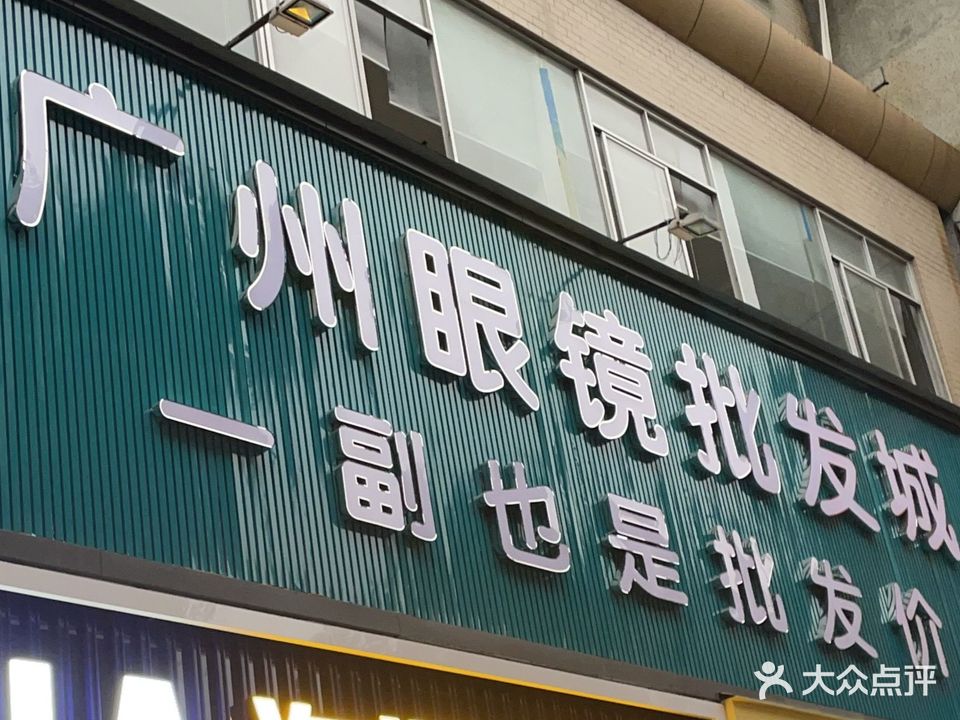 广州眼镜批发城
一副也是批发价
大众点评